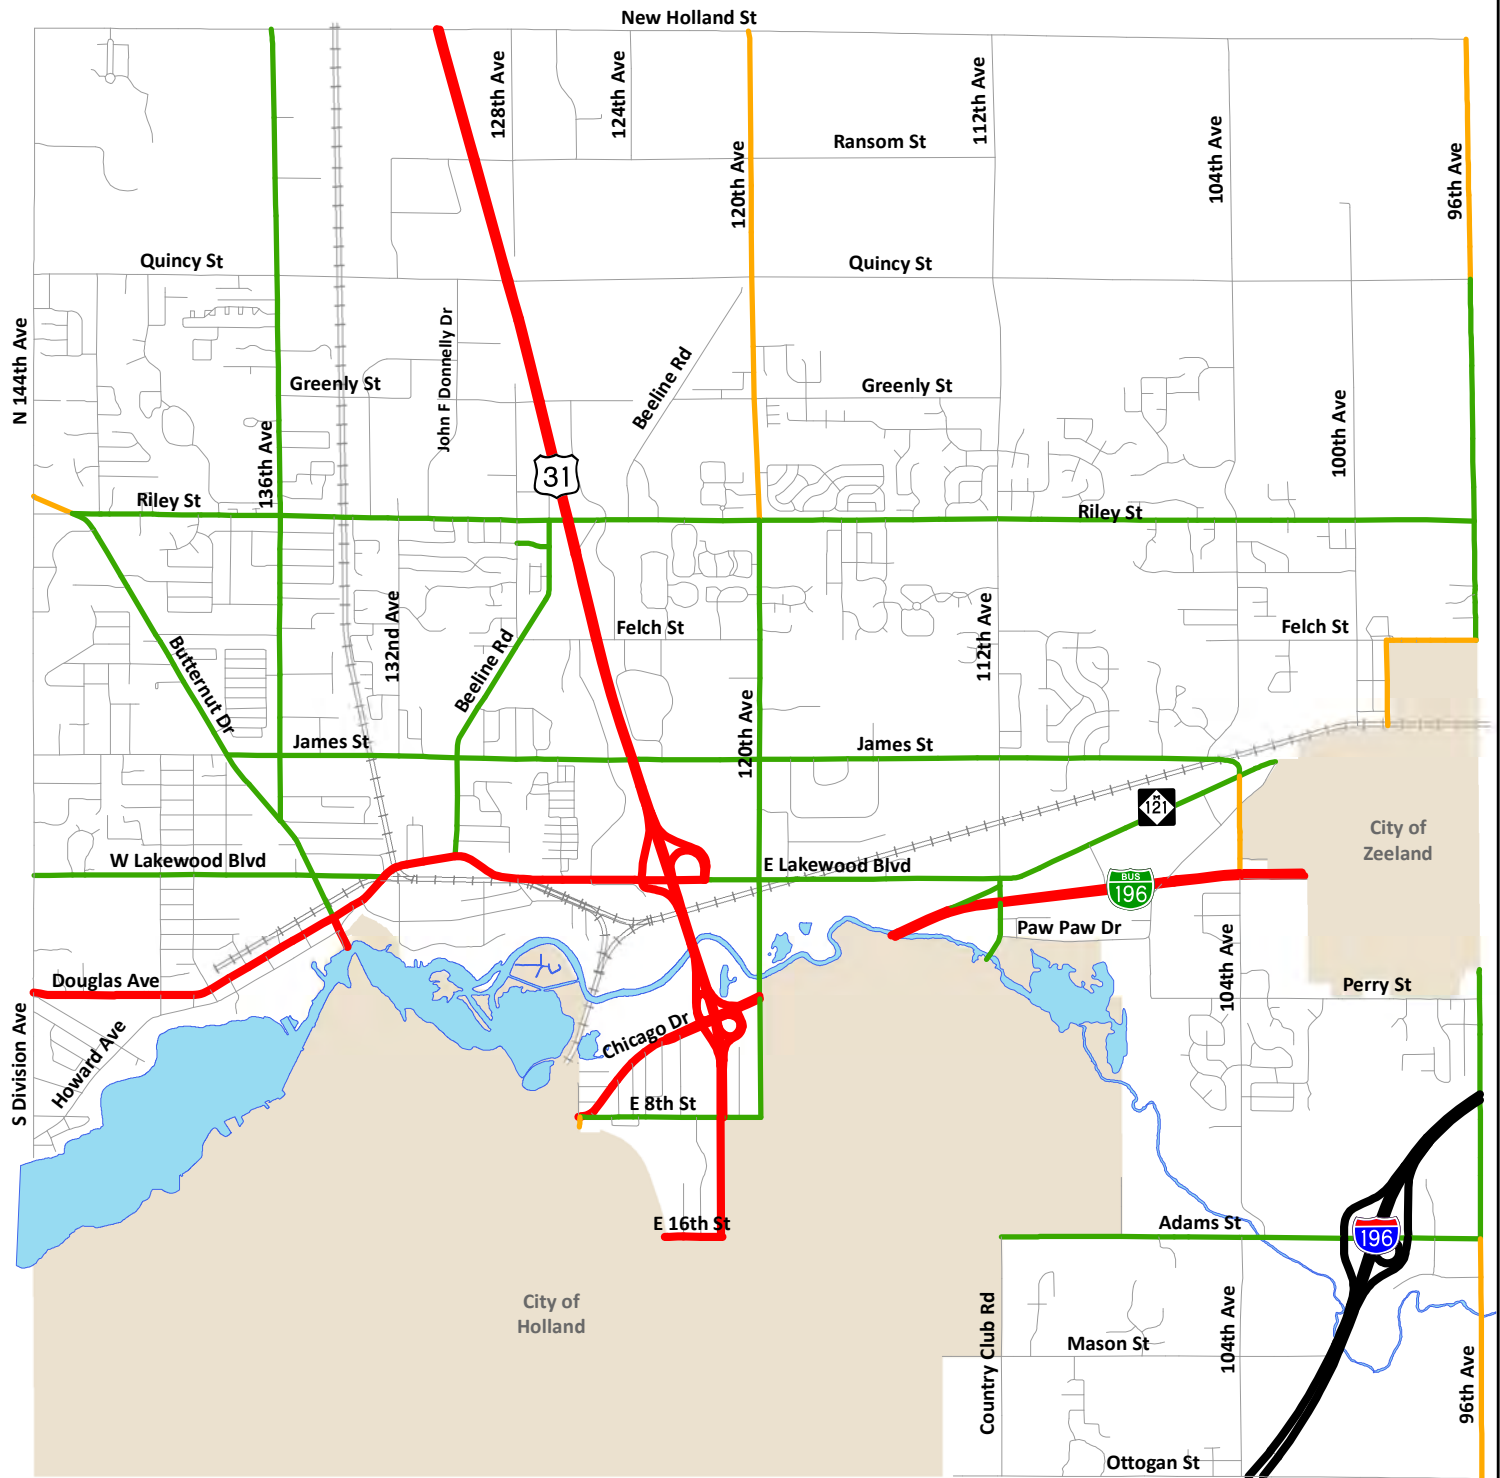 New Holland St
128th Ave
124th Ave
112th Ave
Ransom St
120th Ave
104th Ave
96th Ave
Quincy St
Quincy St
N 144th Ave
John F Donnelly Dr
Beeline Rd
Greenly St
Greenly St
136th Ave
100th Ave
31
Riley St
Riley St
132nd Ave
Felch St
112th Ave
Felch St
Butternut Dr
Beeline Rd
120th Ave
James St
James St
M
121
City of
Zeeland
W Lakewood Blvd
E Lakewood Blvd
BUS
196
Paw Paw Dr
104th Ave
Douglas Ave
Perry St
Chicago Dr
S Division Ave
Howard Ave
E 8th St
E 16th St
Adams St
196
City of
Holland
Country Club Rd
104th Ave
Mason St
96th Ave
Ottogan St